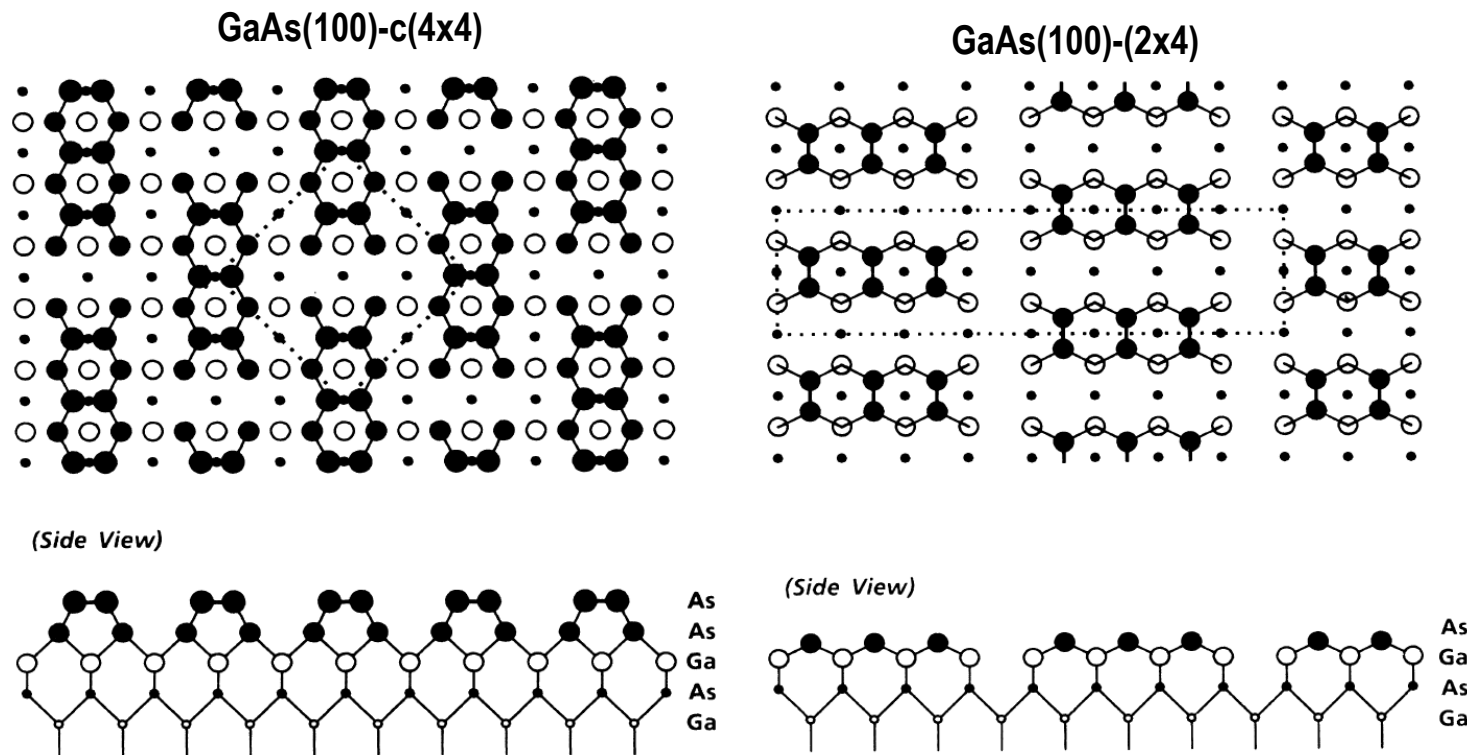 GaAs(100)-c(4x4)
GaAs(100)-(2x4)
(Side View)
As
As
Ga
As
Ga
(Side View)
As
Ga
As
Ga